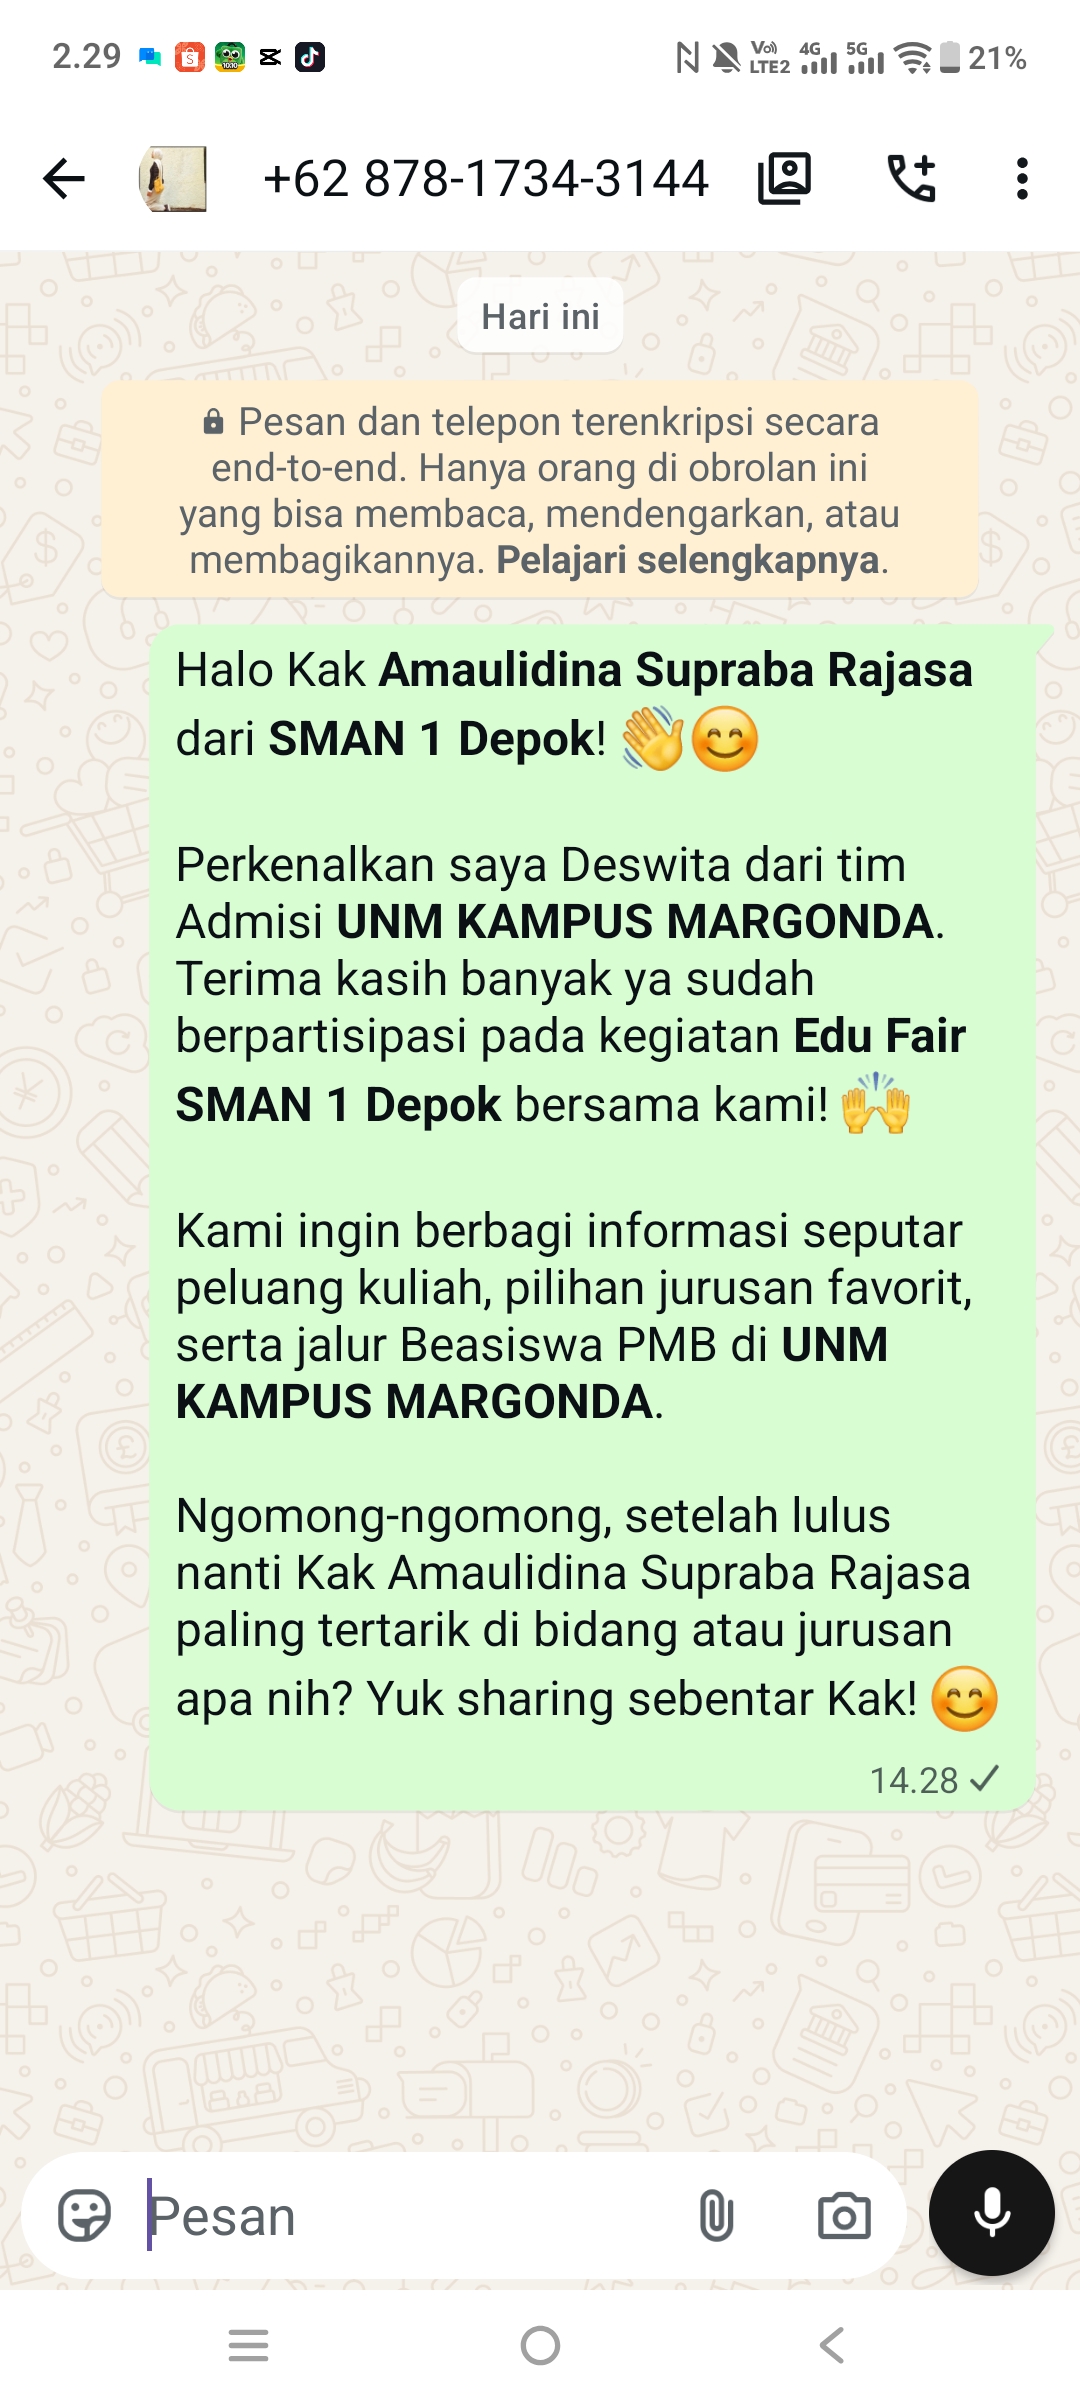 2.29
Vo)
LTE2
4G
5G
21%
+62 878-1734-3144
Hari ini
Pesan dan telepon terenkripsi secara
end-to-end. Hanya orang di obrolan ini
yang bisa membaca, mendengarkan, atau
membagikannya. Pelajari selengkapnya.
Halo Kak Amaulidina Supraba Rajasa
dari SMAN 1 Depok! 👋😊
Perkenalkan saya Deswita dari tim
Admisi UNM KAMPUS MARGONDA.
Terima kasih banyak ya sudah
berpartisipasi pada kegiatan Edu Fair
SMAN 1 Depok bersama kami! 🙌
Kami ingin berbagi informasi seputar
peluang kuliah, pilihan jurusan favorit,
serta jalur Beasiswa PMB di UNM
KAMPUS MARGONDA.
Ngomong-ngomong, setelah lulus
nanti Kak Amaulidina Supraba Rajasa
paling tertarik di bidang atau jurusan
apa nih? Yuk sharing sebentar Kak! 😊
14.28
Pesan